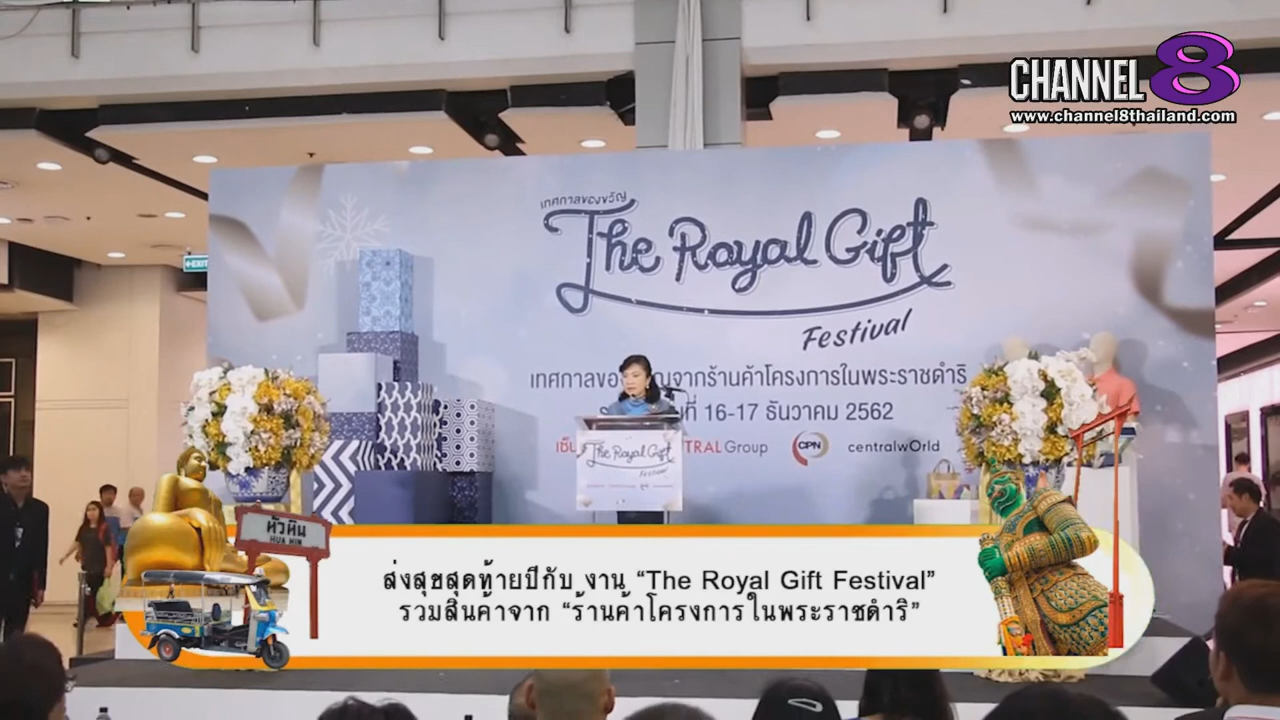 CHANNEL 8
www.channel8thailand.com
EXIT
เทศกาลของขวัญ
The Royal Gift
Festival
เทศกาลของ ญจากร้านค้าโครงการในพระราชดำริ
ที่ 16-17 ธันวาคม 2562
เซ็น TRAL Group CPN centralwOrld
The Royal Gift
Festival
หัวหิน
HUA HIN
ส่งสุขสุดท้ายปีกับ งาน “The Royal Gift Festival”
รวมสินค้าจาก “ร้านค้าโครงการในพระราชดำริ”